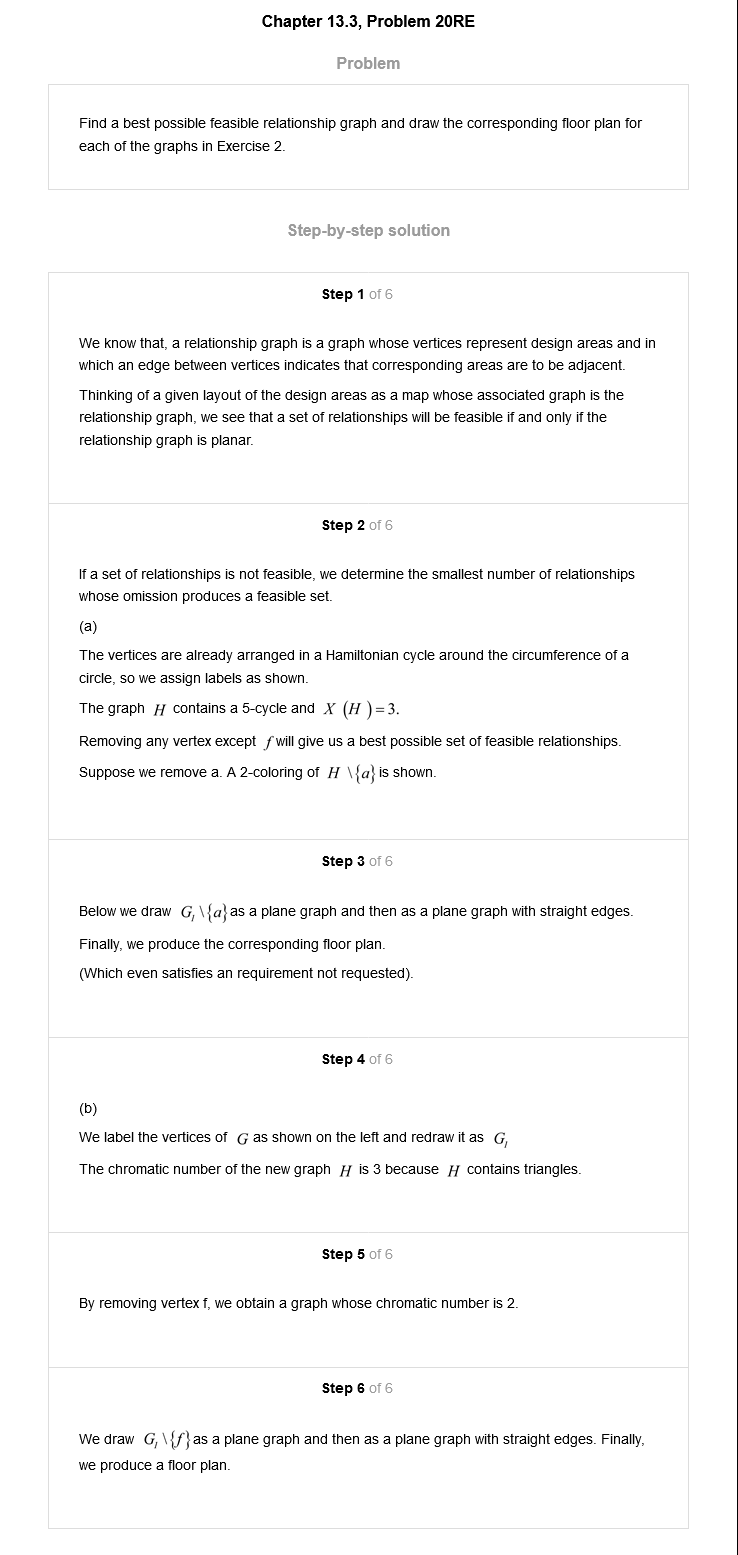 Chapter 13.3, Problem 20RE
Problem
Find a best possible feasible relationship graph and draw the corresponding floor plan for
each of the graphs in Exercise 2.
Step-by-step solution
Step 1 of 6
We know that, a relationship graph is a graph whose vertices represent design areas and in
which an edge between vertices indicates that corresponding areas are to be adjacent.
Thinking of a given layout of the design areas as a map whose associated graph is the
relationship graph, we see that a set of relationships will be feasible if and only if the
relationship graph is planar.
Step 2 of 6
If a set of relationships is not feasible, we determine the smallest number of relationships
whose omission produces a feasible set.
(a)
The vertices are already arranged in a Hamiltonian cycle around the circumference of a
circle, so we assign labels as shown.
The graph H contains a 5-cycle and X (H) = 3.
Removing any vertex except f will give us a best possible set of feasible relationships.
Suppose we remove a. A 2-coloring of H \{a} is shown.
Step 3 of 6
Below we draw G_l \{a} as a plane graph and then as a plane graph with straight edges.
Finally, we produce the corresponding floor plan.
(Which even satisfies an requirement not requested).
Step 4 of 6
(b)
We label the vertices of G as shown on the left and redraw it as G_l
The chromatic number of the new graph H is 3 because H contains triangles.
Step 5 of 6
By removing vertex f, we obtain a graph whose chromatic number is 2.
Step 6 of 6
We draw G_l \{f} as a plane graph and then as a plane graph with straight edges. Finally,
we produce a floor plan.